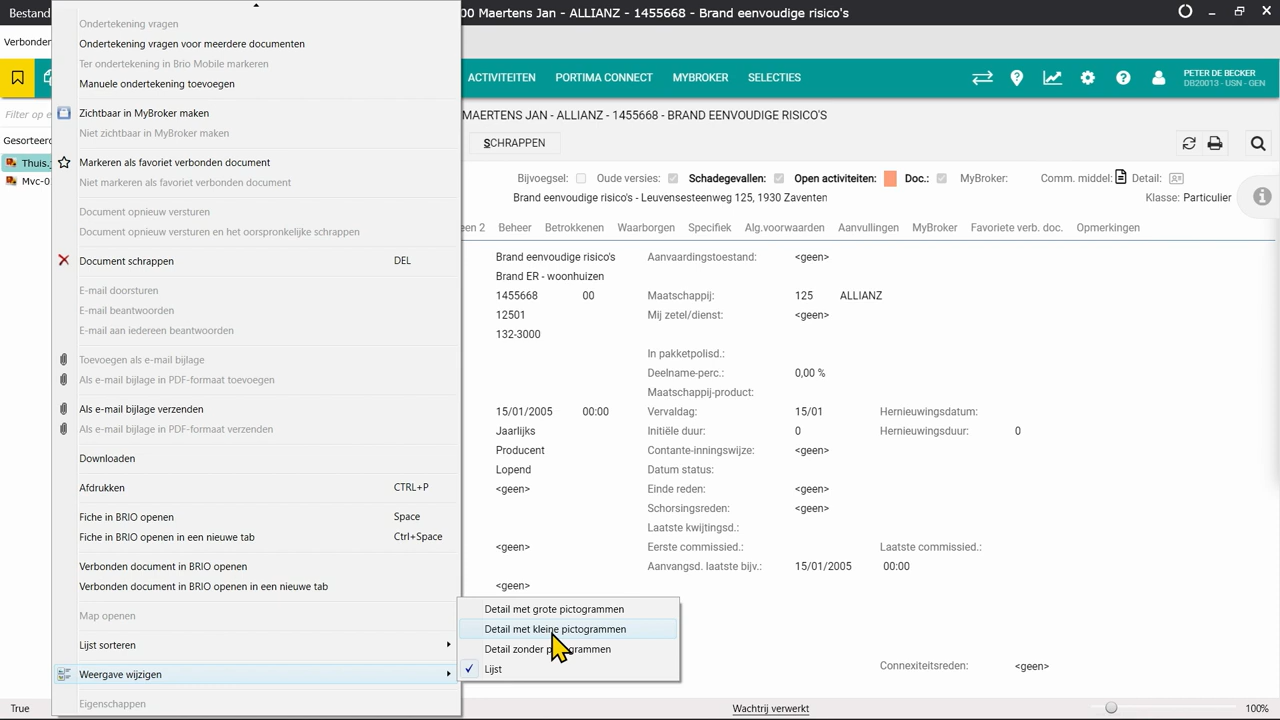 Bestand
00 Maertens Jan - ALLIANZ - 1455668 - Brand eenvoudige risico's
Verbonden
ACTIVITEITEN PORTIMA CONNECT MYBROKER SELECTIES
PETER DE BECKER
DB20013 - USN - GEN
Filter op e
MAERTENS JAN - ALLIANZ - 1455668 - BRAND EENVOUDIGE RISICO'S
Gesorteerd
SCHRAPPEN
Thuis.
Mvc-0
Bijvoegsel: Oude versies: Schadegevallen: Open activiteiten: Doc.: MyBroker: Comm. middel: Detail:
Brand eenvoudige risico's - Leuvensesteenweg 125, 1930 Zaventem
Klasse: Particulier
een 2 Beheer Betrokkenen Waarborgen Specifiek Alg.voorwaarden Aanvullingen MyBroker Favoriete verb. doc. Opmerkingen
Ondertekening vragen
Ondertekening vragen voor meerdere documenten
Ter ondertekening in Brio Mobile markeren
Manuele ondertekening toevoegen
Zichtbaar in MyBroker maken
Niet zichtbaar in MyBroker maken
Markeren als favoriet verbonden document
Niet markeren als favoriet verbonden document
Document opnieuw versturen
Document opnieuw versturen en het oorspronkelijke schrappen
Document schrappen DEL
E-mail doorsturen
E-mail beantwoorden
E-mail aan iedereen beantwoorden
Toevoegen als e-mail bijlage
Als e-mail bijlage in PDF-formaat toevoegen
Als e-mail bijlage verzenden
Als e-mail bijlage in PDF-formaat verzenden
Downloaden
Afdrukken CTRL+P
Fiche in BRIO openen Space
Fiche in BRIO openen in een nieuwe tab Ctrl+Space
Verbonden document in BRIO openen
Verbonden document in BRIO openen in een nieuwe tab
Map openen
Lijst sorteren
Weergave wijzigen
Eigenschappen
Brand eenvoudige risico's Aanvaardingstoestand: <geen>
Brand ER - woonhuizen
1455668 00 Maatschappij: 125 ALLIANZ
12501 Mij zetel/dienst: <geen>
132-3000
In pakketpolisd.:
Deelname-perc.: 0,00 %
Maatschappij-product:
15/01/2005 00:00 Vervaldag: 15/01 Hernieuwingsdatum:
Jaarlijks Initiële duur: 0 Hernieuwingsduur: 0
Producent Contante-inningswijze: <geen>
Lopend Datum status:
<geen> Einde reden: <geen>
Schorsingsreden: <geen>
Laatste kwijtingsd.:
<geen> Eerste commissied.: Laatste commissied.:
Aanvangsd. laatste bijv.: 15/01/2005 00:00
<geen>
Detail met grote pictogrammen
Detail met kleine pictogrammen
Detail zonder grammen
Lijst
Connexiteitsreden: <geen>
True
Wachtrij verwerkt
100%